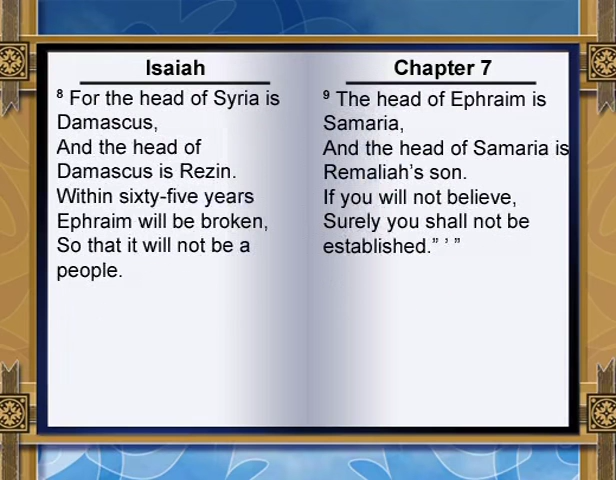 Isaiah
⁸ For the head of Syria is
Damascus,
And the head of
Damascus is Rezin.
Within sixty-five years
Ephraim will be broken,
So that it will not be a
people.
Chapter 7
⁹ The head of Ephraim is
Samaria,
And the head of Samaria is
Remaliah’s son.
If you will not believe,
Surely you shall not be
established.” ’ ”